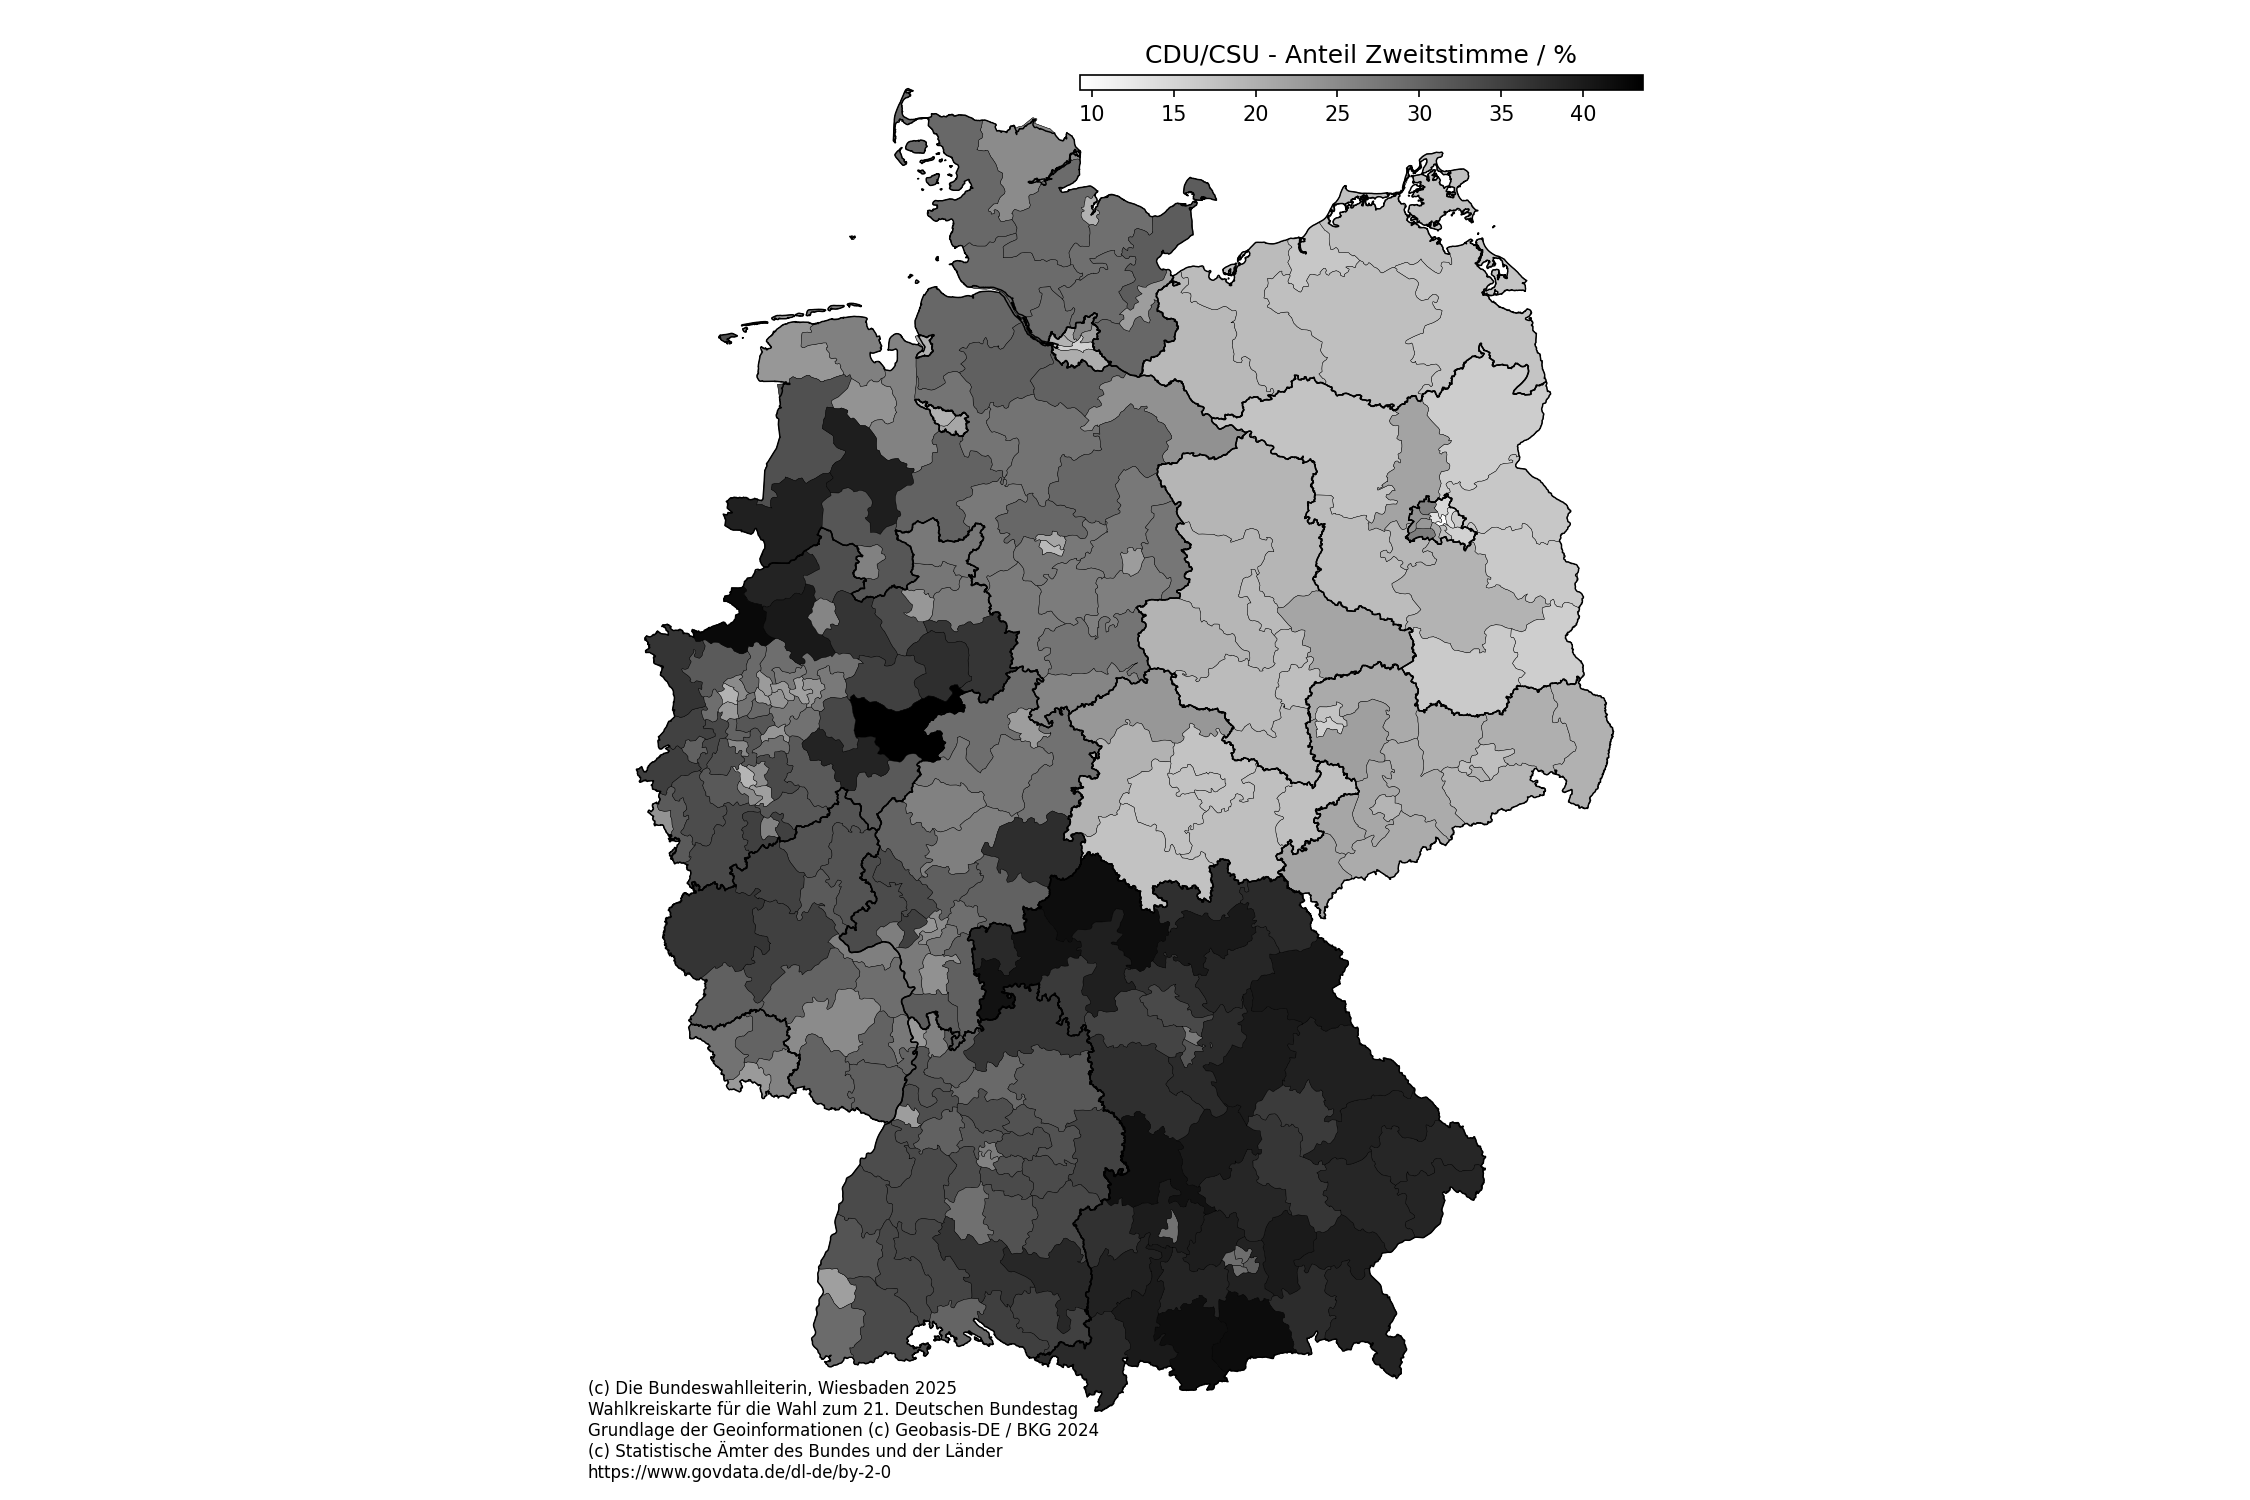 CDU/CSU - Anteil Zweitstimme / %
10 15 20 25 30 35 40
(c) Die Bundeswahlleiterin, Wiesbaden 2025
Wahlkreiskarte für die Wahl zum 21. Deutschen Bundestag
Grundlage der Geoinformationen (c) Geobasis-DE / BKG 2024
(c) Statistische Ämter des Bundes und der Länder
https://www.govdata.de/dl-de/by-2-0